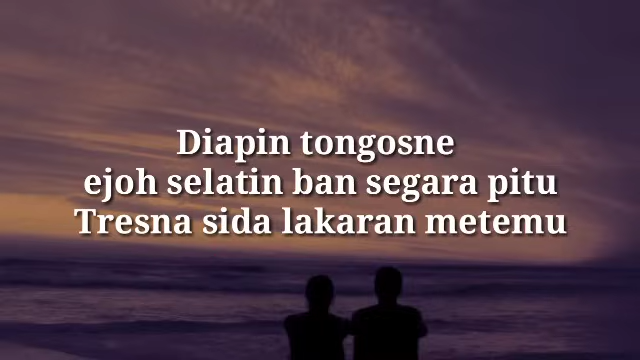 Diapin tongosne
ejoh selatin ban segara pitu
Tresna sida lakaran metemu